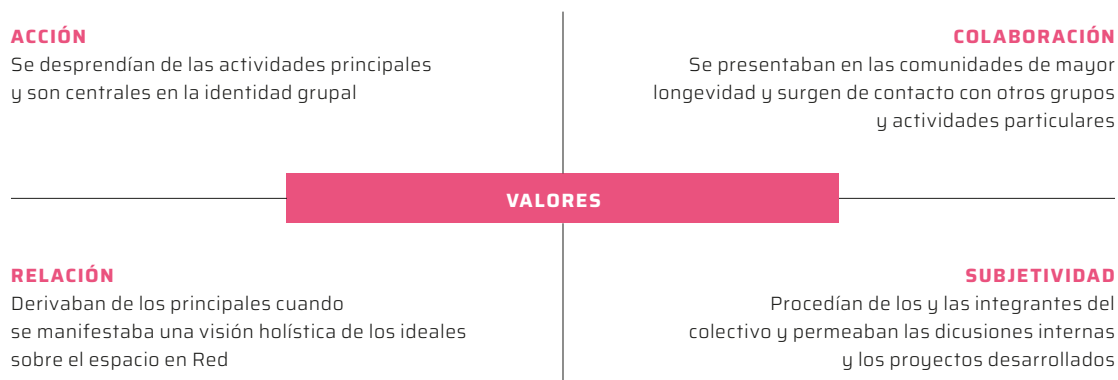 ACCIÓN
Se desprendían de las actividades principales
y son centrales en la identidad grupal
COLABORACIÓN
Se presentaban en las comunidades de mayor
longevidad y surgen de contacto con otros grupos
y actividades particulares
VALORES
RELACIÓN
Derivaban de los principales cuando
se manifestaba una visión holística de los ideales
sobre el espacio en Red
SUBJETIVIDAD
Procedían de los y las integrantes del
colectivo y permeaban las dicusiones internas
y los proyectos desarrollados